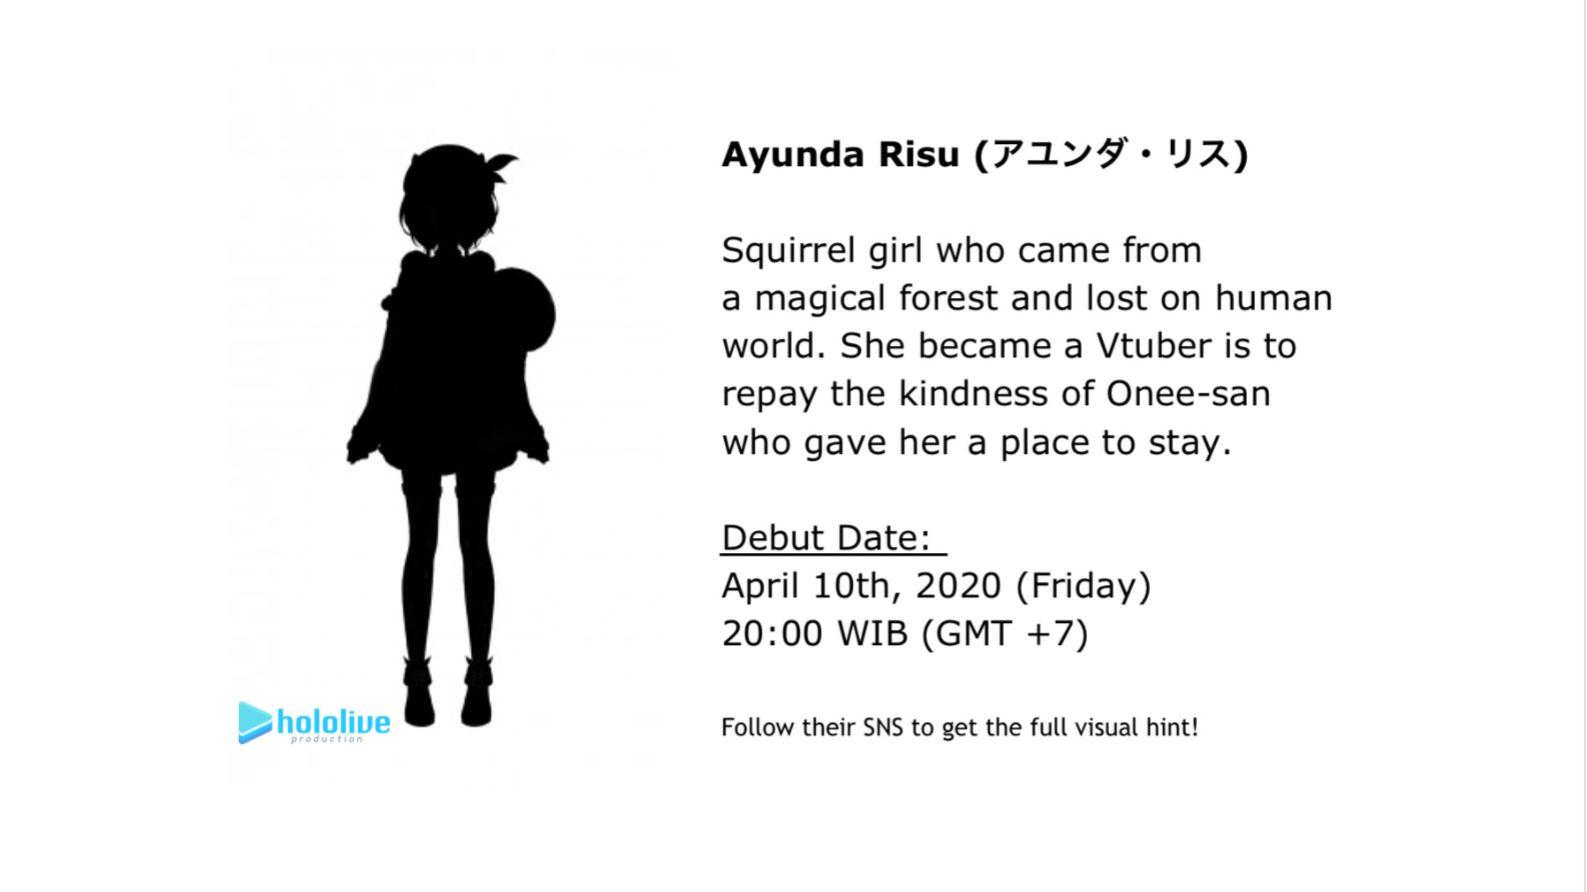 Ayunda Risu (アユンダ・リス)
Squirrel girl who came from
a magical forest and lost on human
world. She became a Vtuber is to
repay the kindness of Onee-san
who gave her a place to stay.
Debut Date:
April 10th, 2020 (Friday)
20:00 WIB (GMT +7)
Follow their SNS to get the full visual hint!
hololive
production